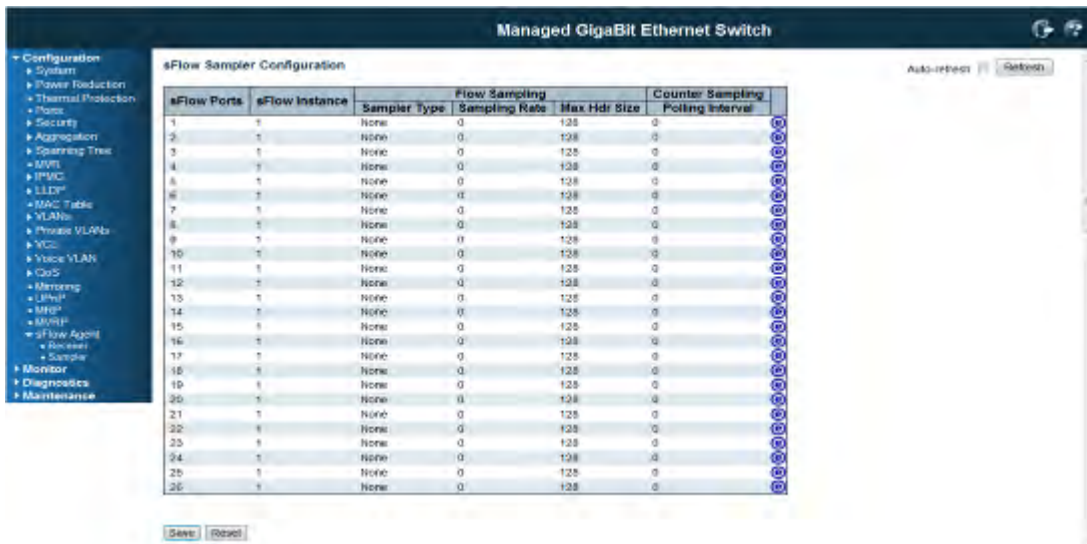 Managed GigaBit Ethernet Switch
Configuration
System
Power Reduction
Thermal Protection
Ports
Security
Aggregation
Spanning Tree
MVR
IPMC
LLDP
MAC Table
VLANs
Private VLANs
VCL
Voice VLAN
QoS
Mirroring
UPnP
MRP
MVRP
sFlow Agent
Receiver
Sampler
Monitor
Diagnostics
Maintenance
sFlow Sampler Configuration
Auto-refresh Refresh
sFlow Ports sFlow Instance Flow Sampling Counter Sampling
Sampler Type Sampling Rate Max Hdr Size Polling Interval
1 1 None 0 128 0
2 1 None 0 128 0
3 1 None 0 128 0
4 1 None 0 128 0
5 1 None 0 128 0
6 1 None 0 128 0
7 1 None 0 128 0
8 1 None 0 128 0
9 1 None 0 128 0
10 1 None 0 128 0
11 1 None 0 128 0
12 1 None 0 128 0
13 1 None 0 128 0
14 1 None 0 128 0
15 1 None 0 128 0
16 1 None 0 128 0
17 1 None 0 128 0
18 1 None 0 128 0
19 1 None 0 128 0
20 1 None 0 128 0
21 1 None 0 128 0
22 1 None 0 128 0
23 1 None 0 128 0
24 1 None 0 128 0
25 1 None 0 128 0
26 1 None 0 128 0
Save Reset